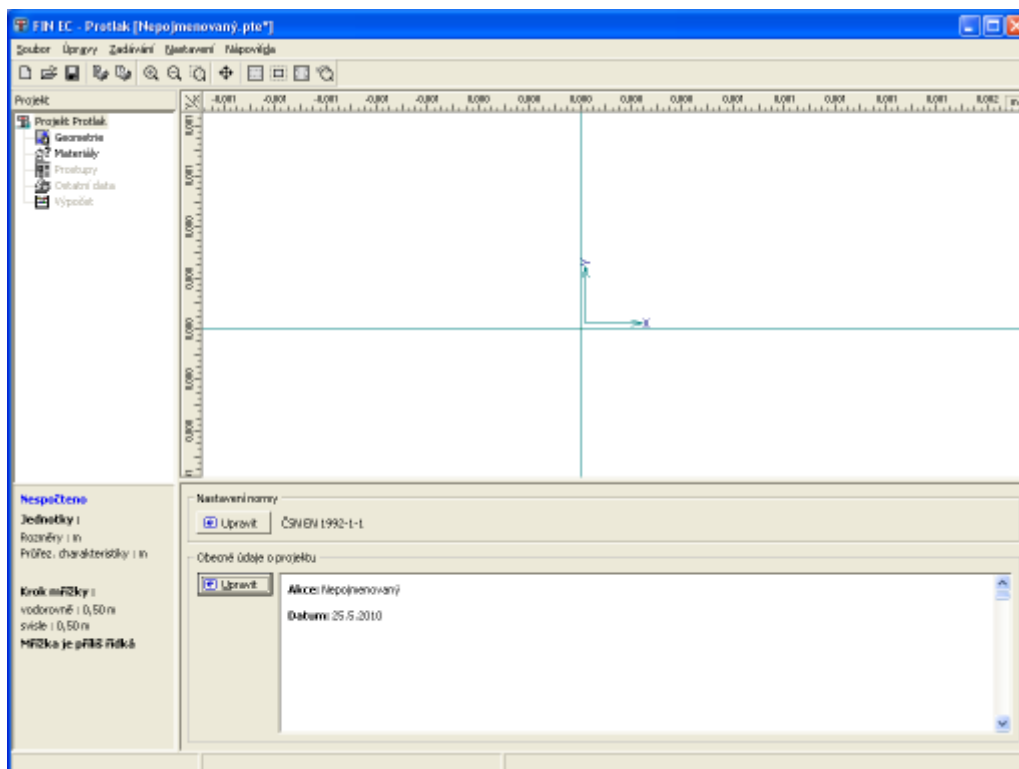 FIN EC - Protlak [Nepojmenovaný.pte*]
Soubor Úpravy Zadávání Nastavení Nápověda
Projekt
Projekt Protlak
Geometrie
Materiály
Prostupy
Ostatní data
Výpočet
Y
X
Nespočteno
Jednotky :
Rozměry : m
Průřez. charakteristiky : m
Krok mřížky :
vodorovně : 0,50 m
svisle : 0,50 m
Mřížka je příliš řídká
Nastavení normy
Upravit ČSN EN 1992-1-1
Obecné údaje o projektu
Upravit
Akce: Nepojmenovaný
Datum: 25.5.2010